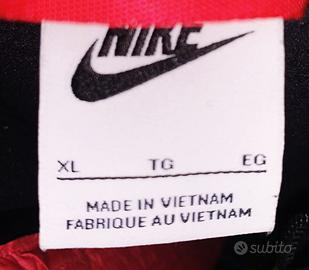 NIKE
XL TG EG
MADE IN VIETNAM
FABRIQUE AU VIETNAM
subito